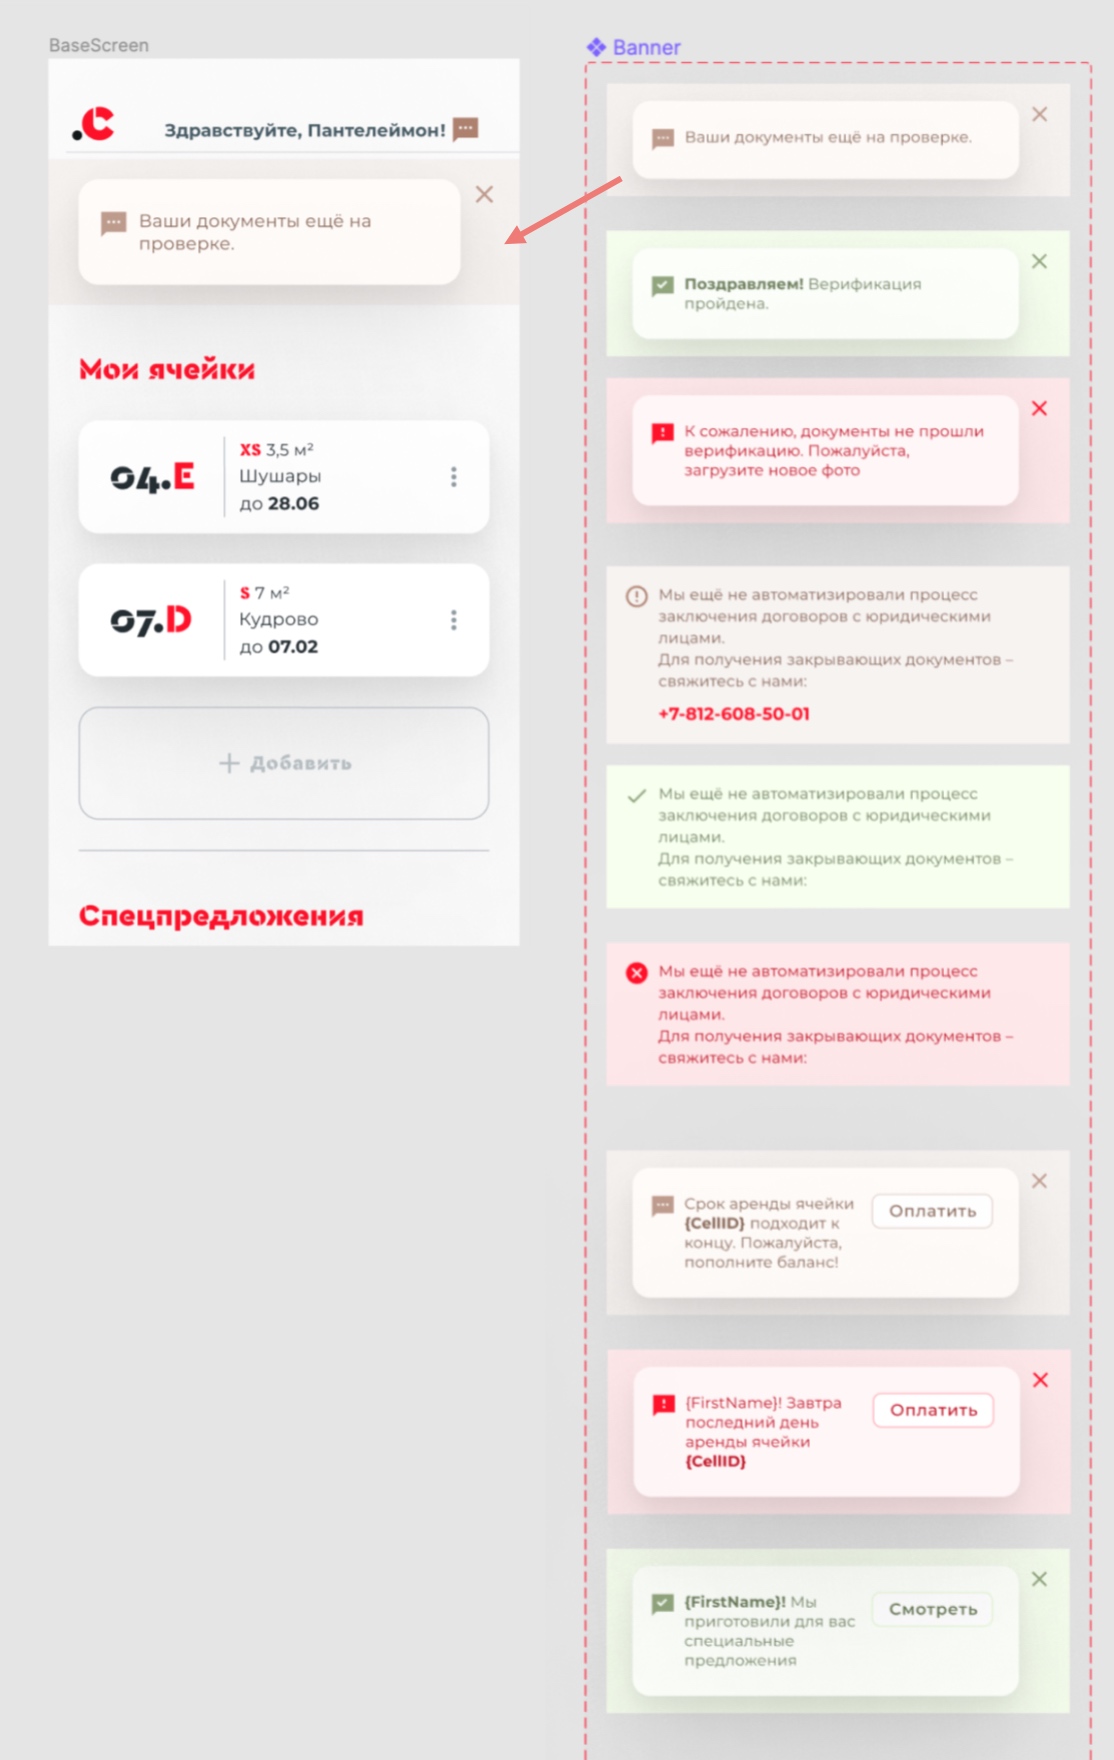 BaseScreen
.C
Здравствуйте, Пантелеймон!
Ваши документы ещё на
проверке.
Мои ячейки
04.E
XS 3,5 м²
Шушары
до 28.06
07.D
S 7 м²
Кудрово
до 07.02
+ Добавить
Спецпредложения
Banner
Ваши документы ещё на проверке.
Поздравляем! Верификация
пройдена.
К сожалению, документы не прошли
верификацию. Пожалуйста,
загрузите новое фото
Мы ещё не автоматизировали процесс
заключения договоров с юридическими
лицами.
Для получения закрывающих документов –
свяжитесь с нами:
+7-812-608-50-01
Мы ещё не автоматизировали процесс
заключения договоров с юридическими
лицами.
Для получения закрывающих документов –
свяжитесь с нами:
Мы ещё не автоматизировали процесс
заключения договоров с юридическими
лицами.
Для получения закрывающих документов –
свяжитесь с нами:
Срок аренды ячейки
{CellID} подходит к
концу. Пожалуйста,
пополните баланс!
Оплатить
{FirstName}! Завтра
последний день
аренды ячейки
{CellID}
Оплатить
{FirstName}! Мы
приготовили для вас
специальные
предложения
Смотреть